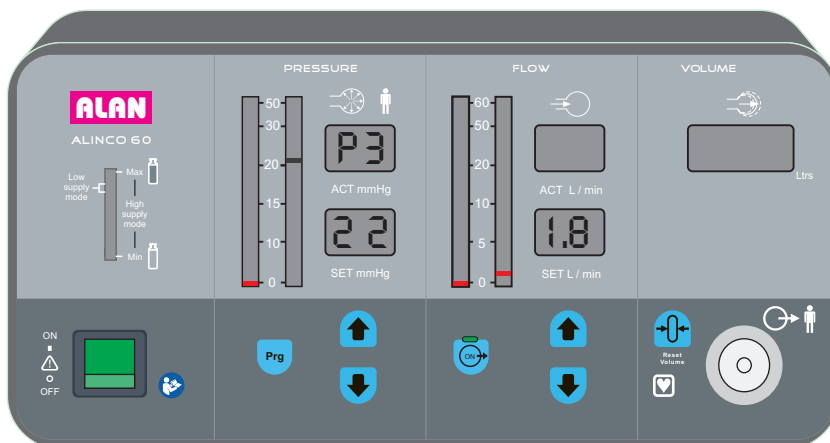 PRESSURE
FLOW
VOLUME
ALAN
ALINCO 60
Low
supply
mode
Max
High
supply
mode
Min
50
30
20
15
10
0
P3
ACT mmHg
22
SET mmHg
60
50
20
10
5
0
ACT L / min
1.8
SET L / min
Ltrs
ON
OFF
Prg
ON
Reset
Volume